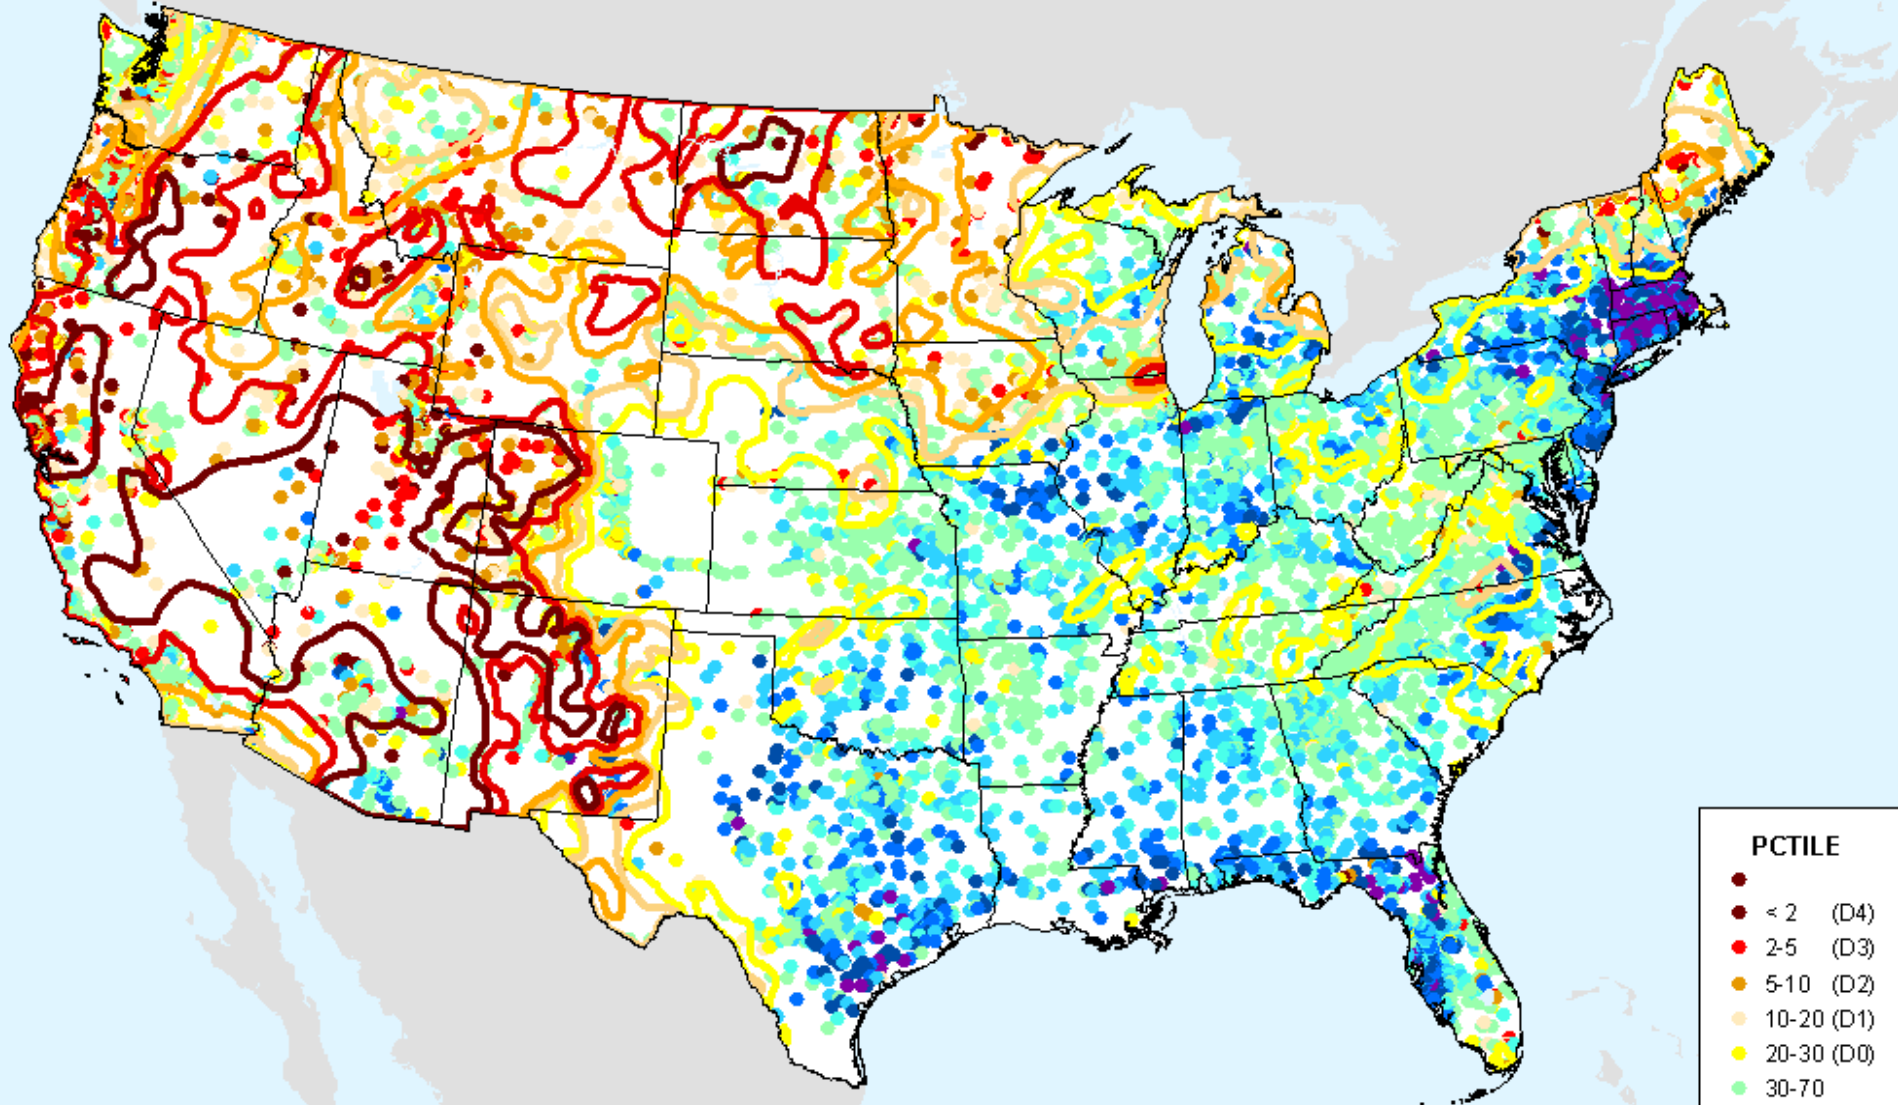 PCTILE
< 2 (D4)
2-5 (D3)
5-10 (D2)
10-20 (D1)
20-30 (D0)
30-70